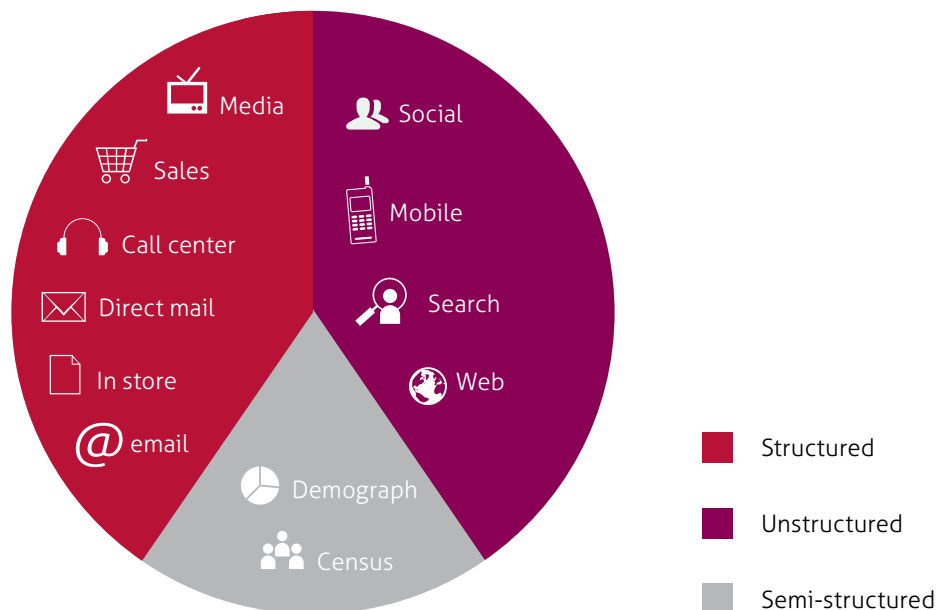 Media
Sales
Call center
Direct mail
In store
@ email
Social
Mobile
Search
Web
Demograph
Census
Structured
Unstructured
Semi-structured